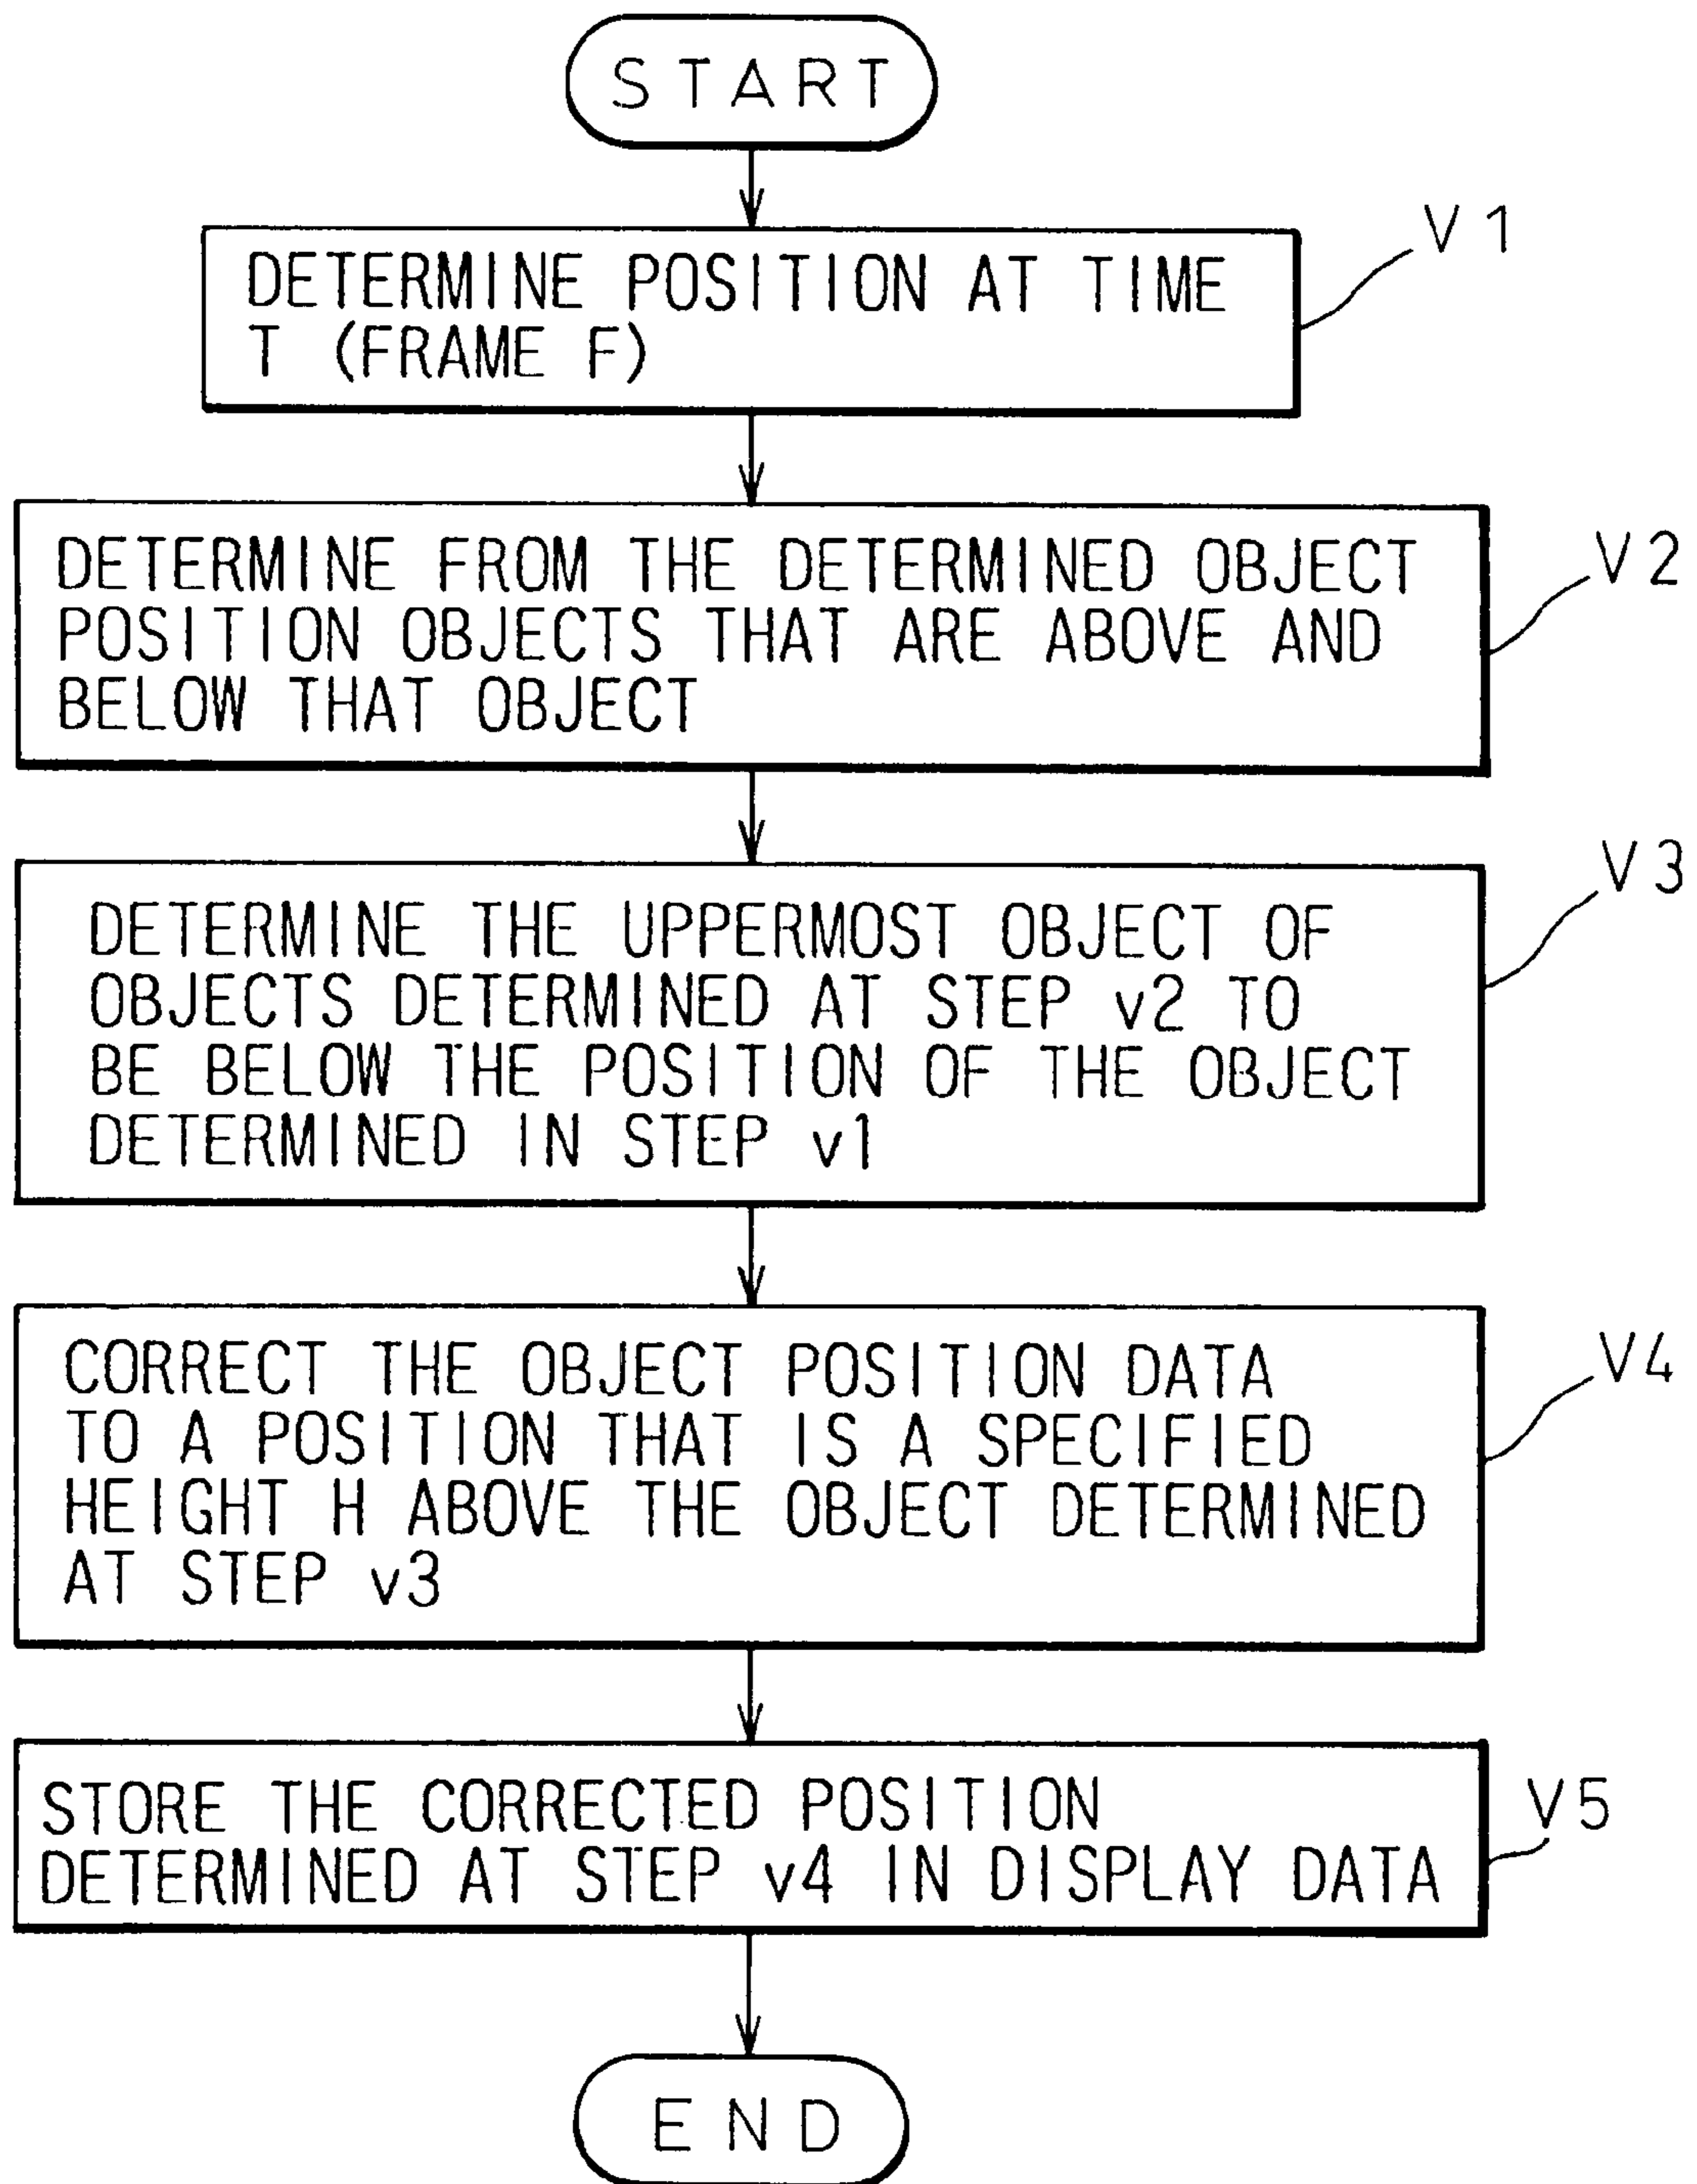 START
V1
DETERMINE POSITION AT TIME
T (FRAME F)
V2
DETERMINE FROM THE DETERMINED OBJECT
POSITION OBJECTS THAT ARE ABOVE AND
BELOW THAT OBJECT
V3
DETERMINE THE UPPERMOST OBJECT OF
OBJECTS DETERMINED AT STEP v2 TO
BE BELOW THE POSITION OF THE OBJECT
DETERMINED IN STEP v1
V4
CORRECT THE OBJECT POSITION DATA
TO A POSITION THAT IS A SPECIFIED
HEIGHT H ABOVE THE OBJECT DETERMINED
AT STEP v3
V5
STORE THE CORRECTED POSITION
DETERMINED AT STEP v4 IN DISPLAY DATA
END